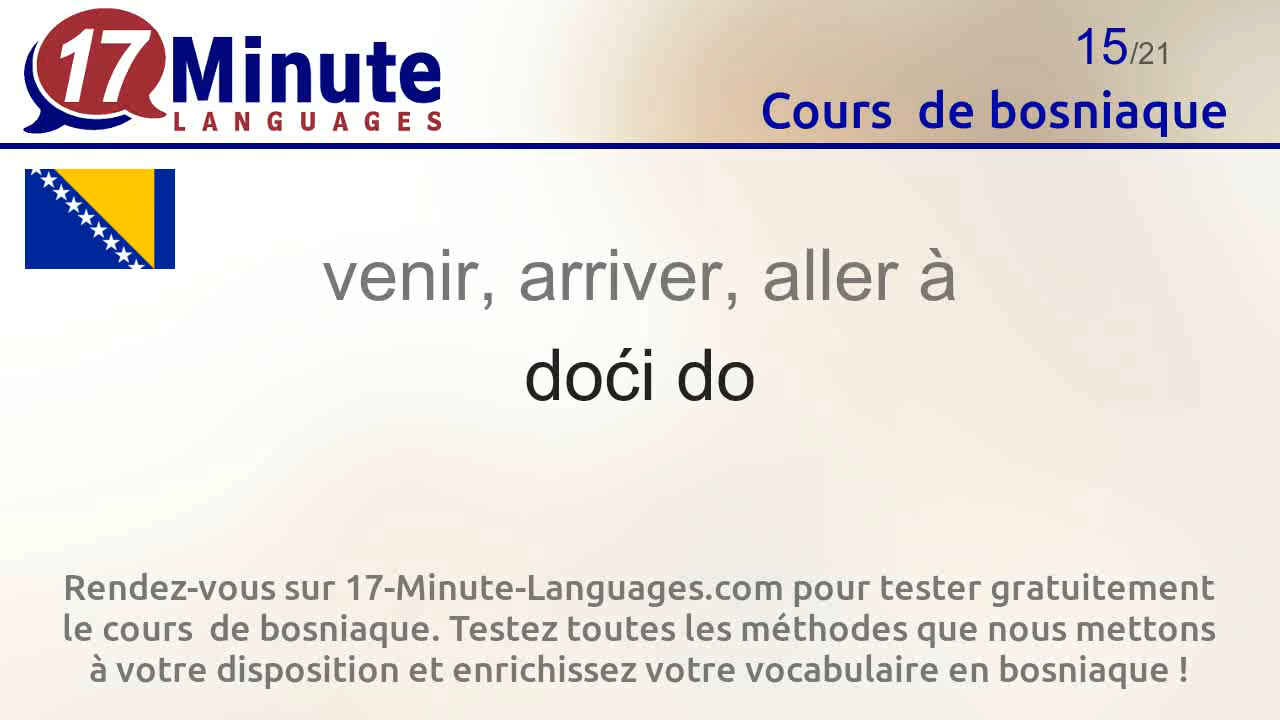 17 Minute
LANGUAGES
15/21
Cours  de bosniaque
venir, arriver, aller à
doći do
Rendez-vous sur 17-Minute-Languages.com pour tester gratuitement
le cours  de bosniaque. Testez toutes les méthodes que nous mettons
à votre disposition et enrichissez votre vocabulaire en bosniaque !